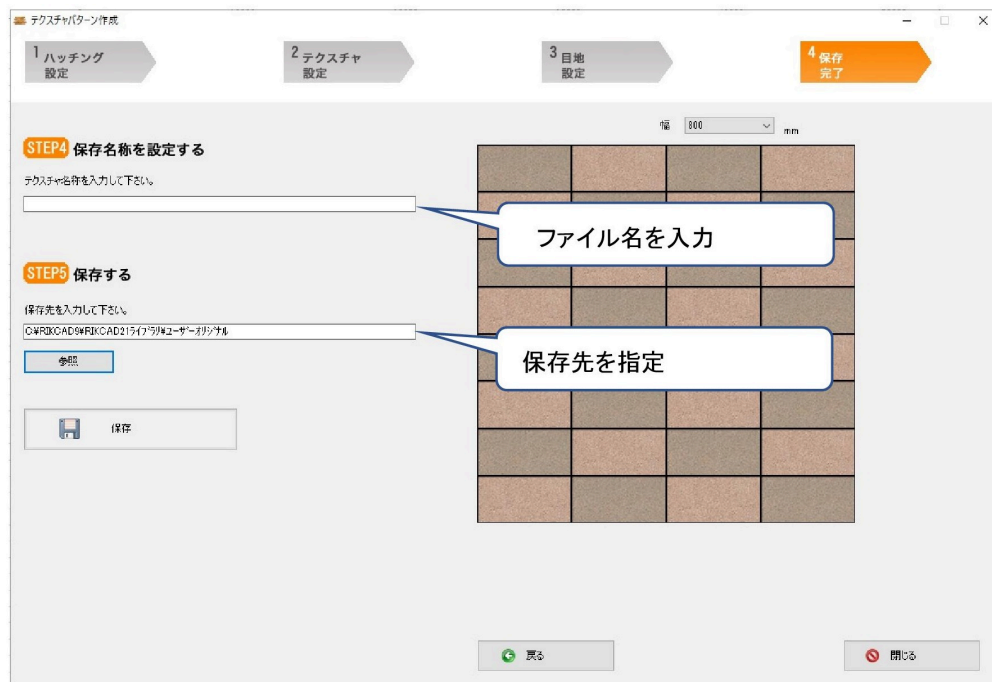 テクスチャパターン作成
1 ハッチング
設定
2 テクスチャ
設定
3 目地
設定
4 保存
完了
幅 800 mm
STEP4 保存名称を設定する
テクスチャ名称を入力して下さい。
ファイル名を入力
STEP5 保存する
保存先を入力して下さい。
C:¥RIKCAD9¥RIKCAD21ライブラリ¥ユーザーオリジナル
保存先を指定
参照
保存
戻る
閉じる